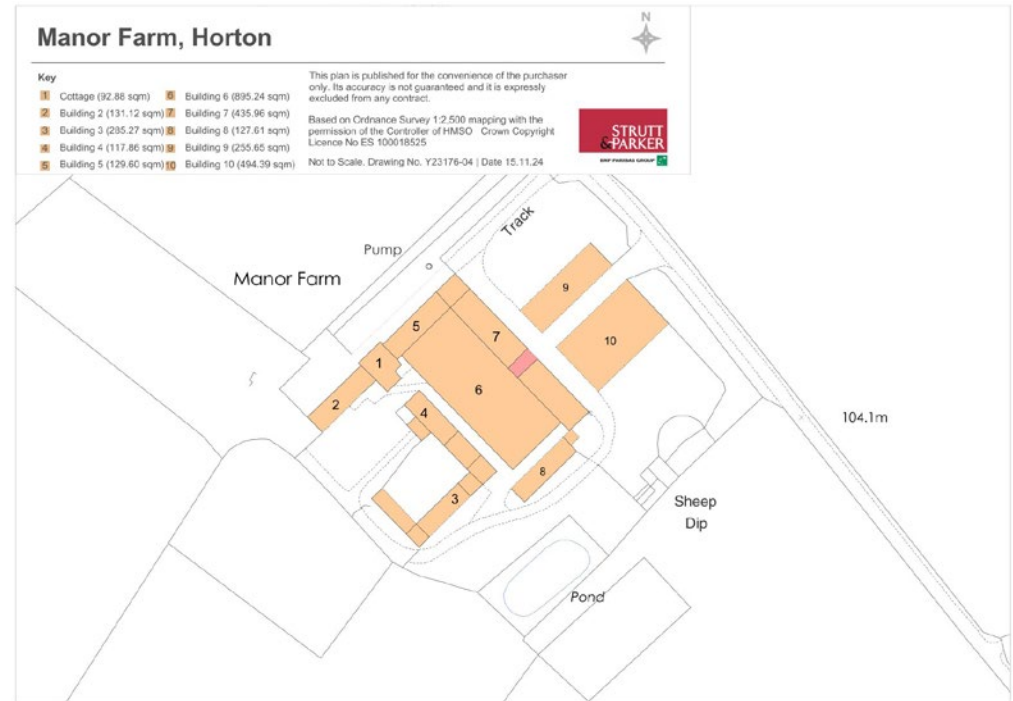 Manor Farm, Horton
N
Key
1 Cottage (92.88 sqm)
2 Building 2 (131.12 sqm)
3 Building 3 (285.27 sqm)
4 Building 4 (117.86 sqm)
5 Building 5 (129.60 sqm)
6 Building 6 (895.24 sqm)
7 Building 7 (435.96 sqm)
8 Building 8 (127.61 sqm)
9 Building 9 (255.65 sqm)
10 Building 10 (494.39 sqm)
This plan is published for the convenience of the purchaser
only. Its accuracy is not guaranteed and it is expressly
excluded from any contract.
Based on Ordnance Survey 1:2,500 mapping with the
permission of the Controller of HMSO Crown Copyright
Licence No ES 100018525
Not to Scale. Drawing No. Y23176-04 | Date 15.11.24
STRUTT
& PARKER
BNP PARIBAS GROUP
Track
Pump
Manor Farm
9
5
7
10
1
6
2
4
104.1m
8
3
Sheep
Dip
Pond